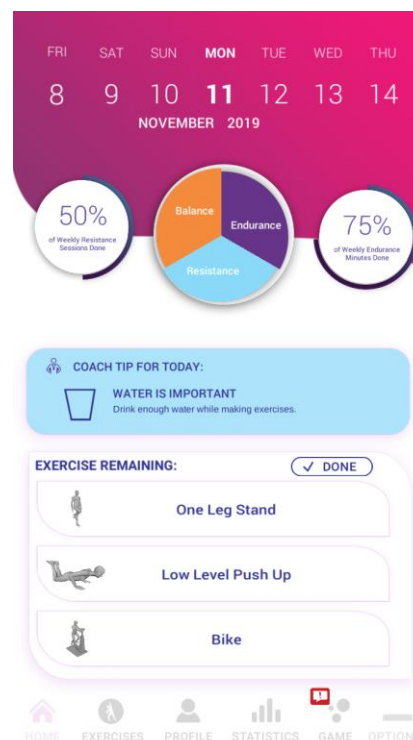 FRI SAT SUN MON TUE WED THU
8 9 10 11 12 13 14
NOVEMBER 2019
50%
of Weekly Resistance
Sessions Done
Balance
Endurance
Resistance
75%
of Weekly Endurance
Minutes Done
COACH TIP FOR TODAY:
WATER IS IMPORTANT
Drink enough water while making exercises.
EXERCISE REMAINING:
DONE
One Leg Stand
Low Level Push Up
Bike
HOME EXERCISES PROFILE STATISTICS GAME OPTION